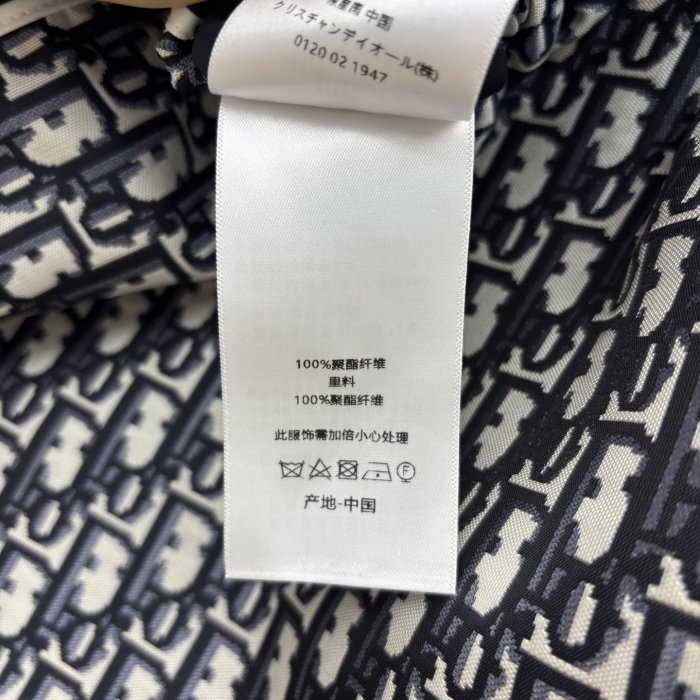 原産国 中国
クリスチャンディオール(株)
0120 02 1947
100%聚酯纤维
里料
100%聚酯纤维
此服饰需加倍小心处理
F
产地-中国